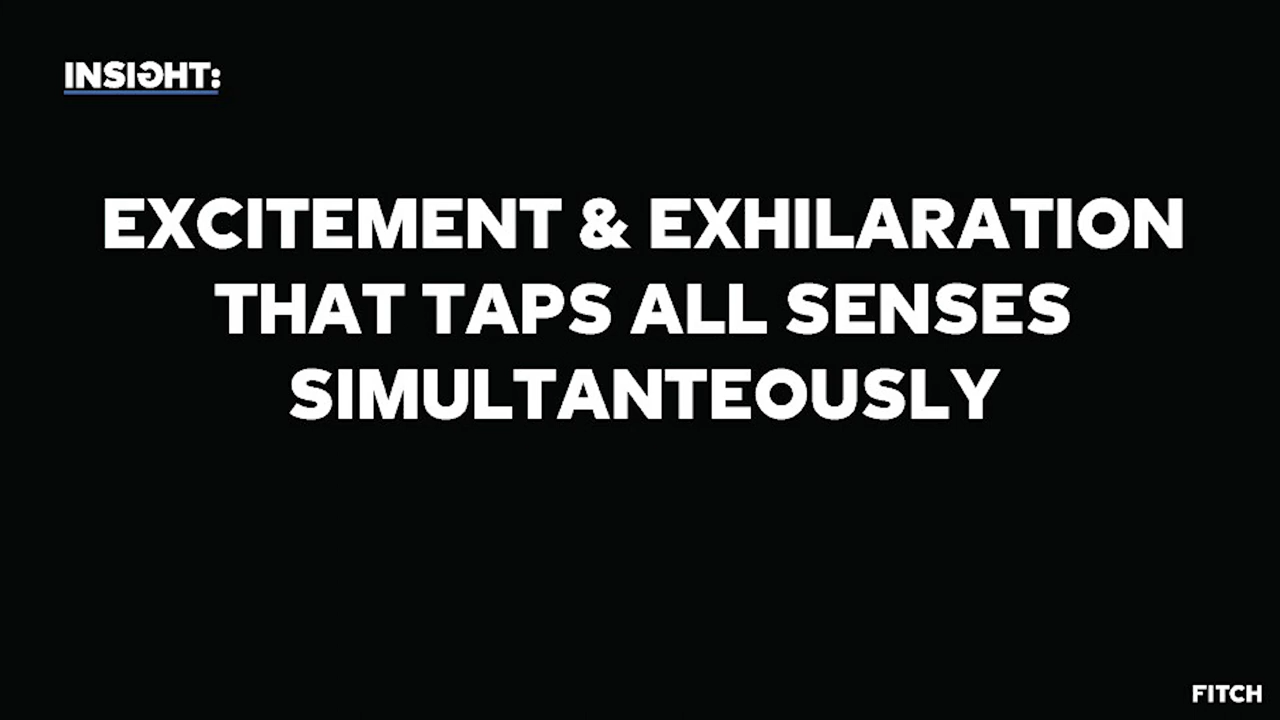 INSIGHT:
EXCITEMENT & EXHILARATION
THAT TAPS ALL SENSES
SIMULTANTEOUSLY
FITCH